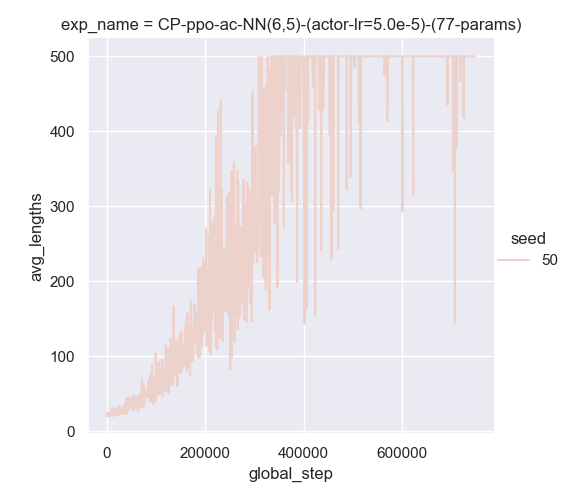 exp_name = CP-ppo-ac-NN(6,5)-(actor-lr=5.0e-5)-(77-params)
500
400
300
200
100
0
avg_lengths
0 200000 400000 600000
global_step
seed
50